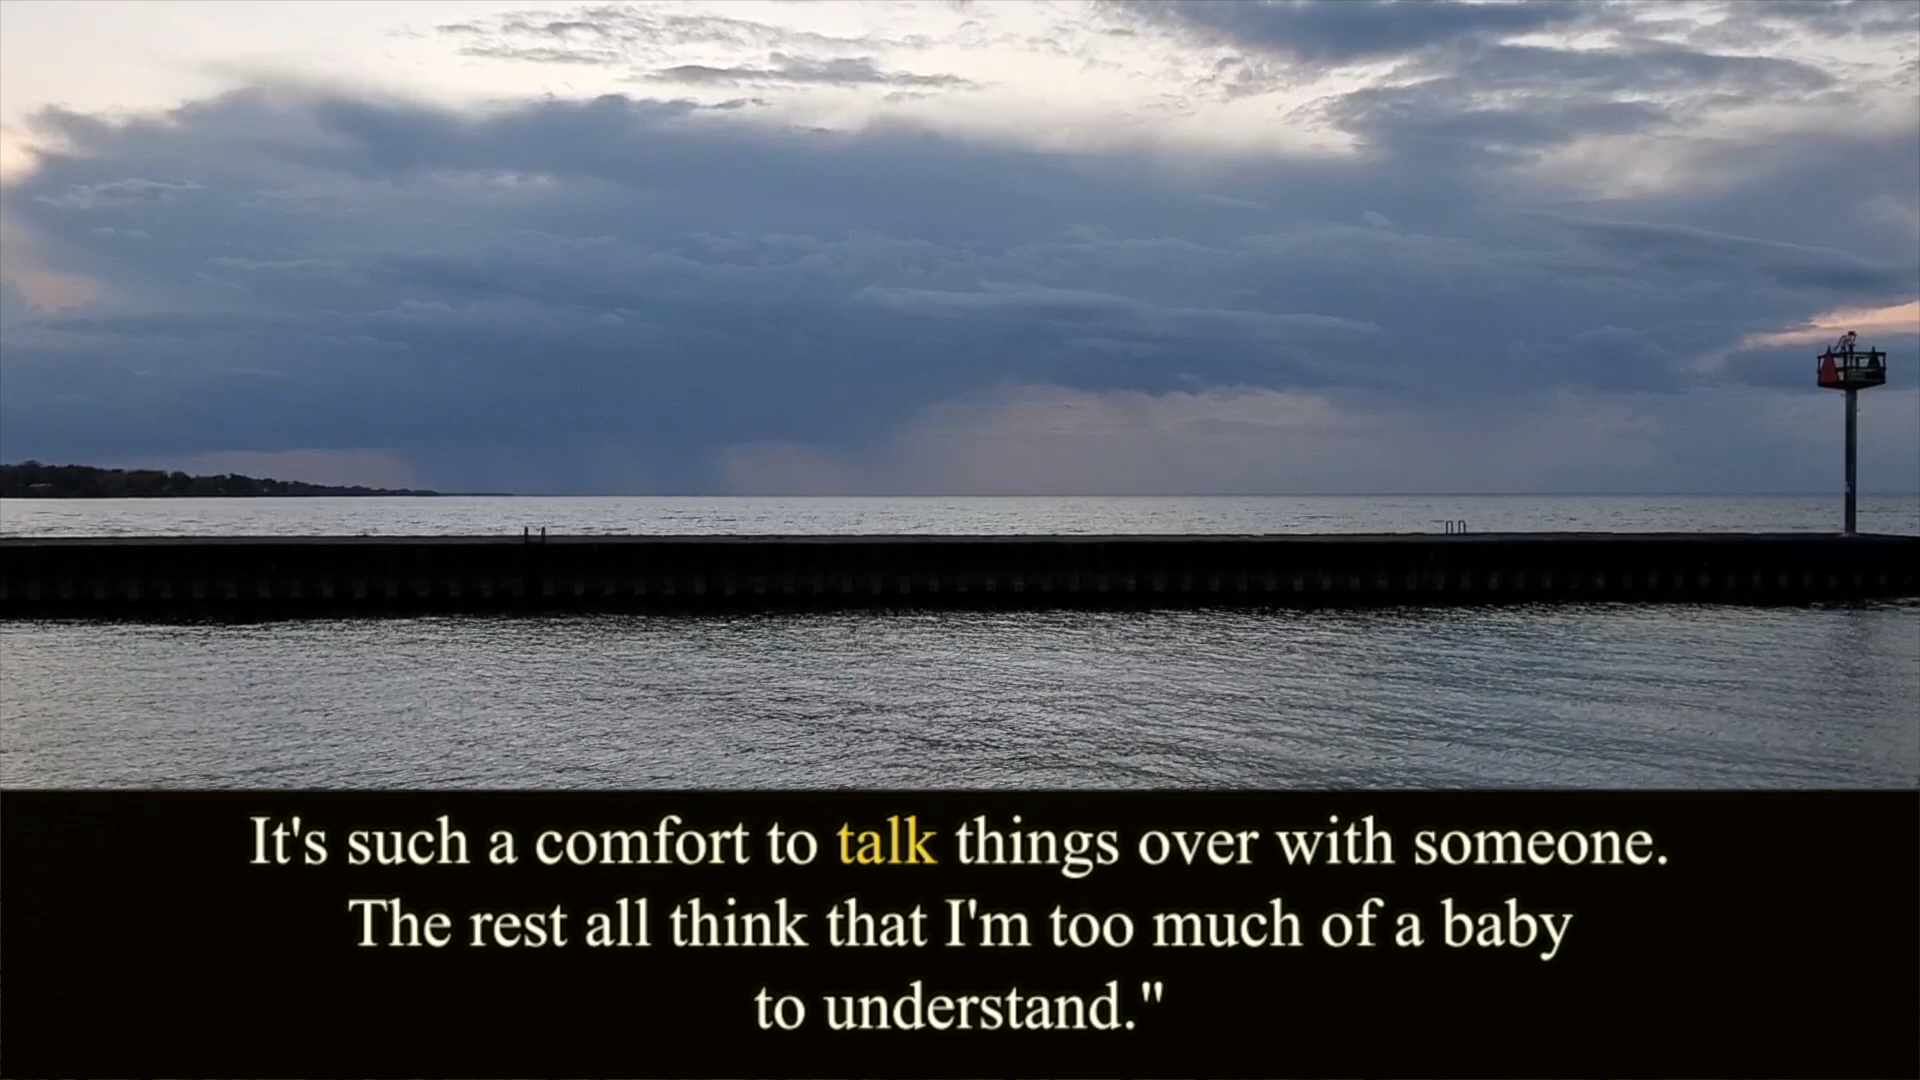 It's such a comfort to talk things over with someone.
The rest all think that I'm too much of a baby
to understand."